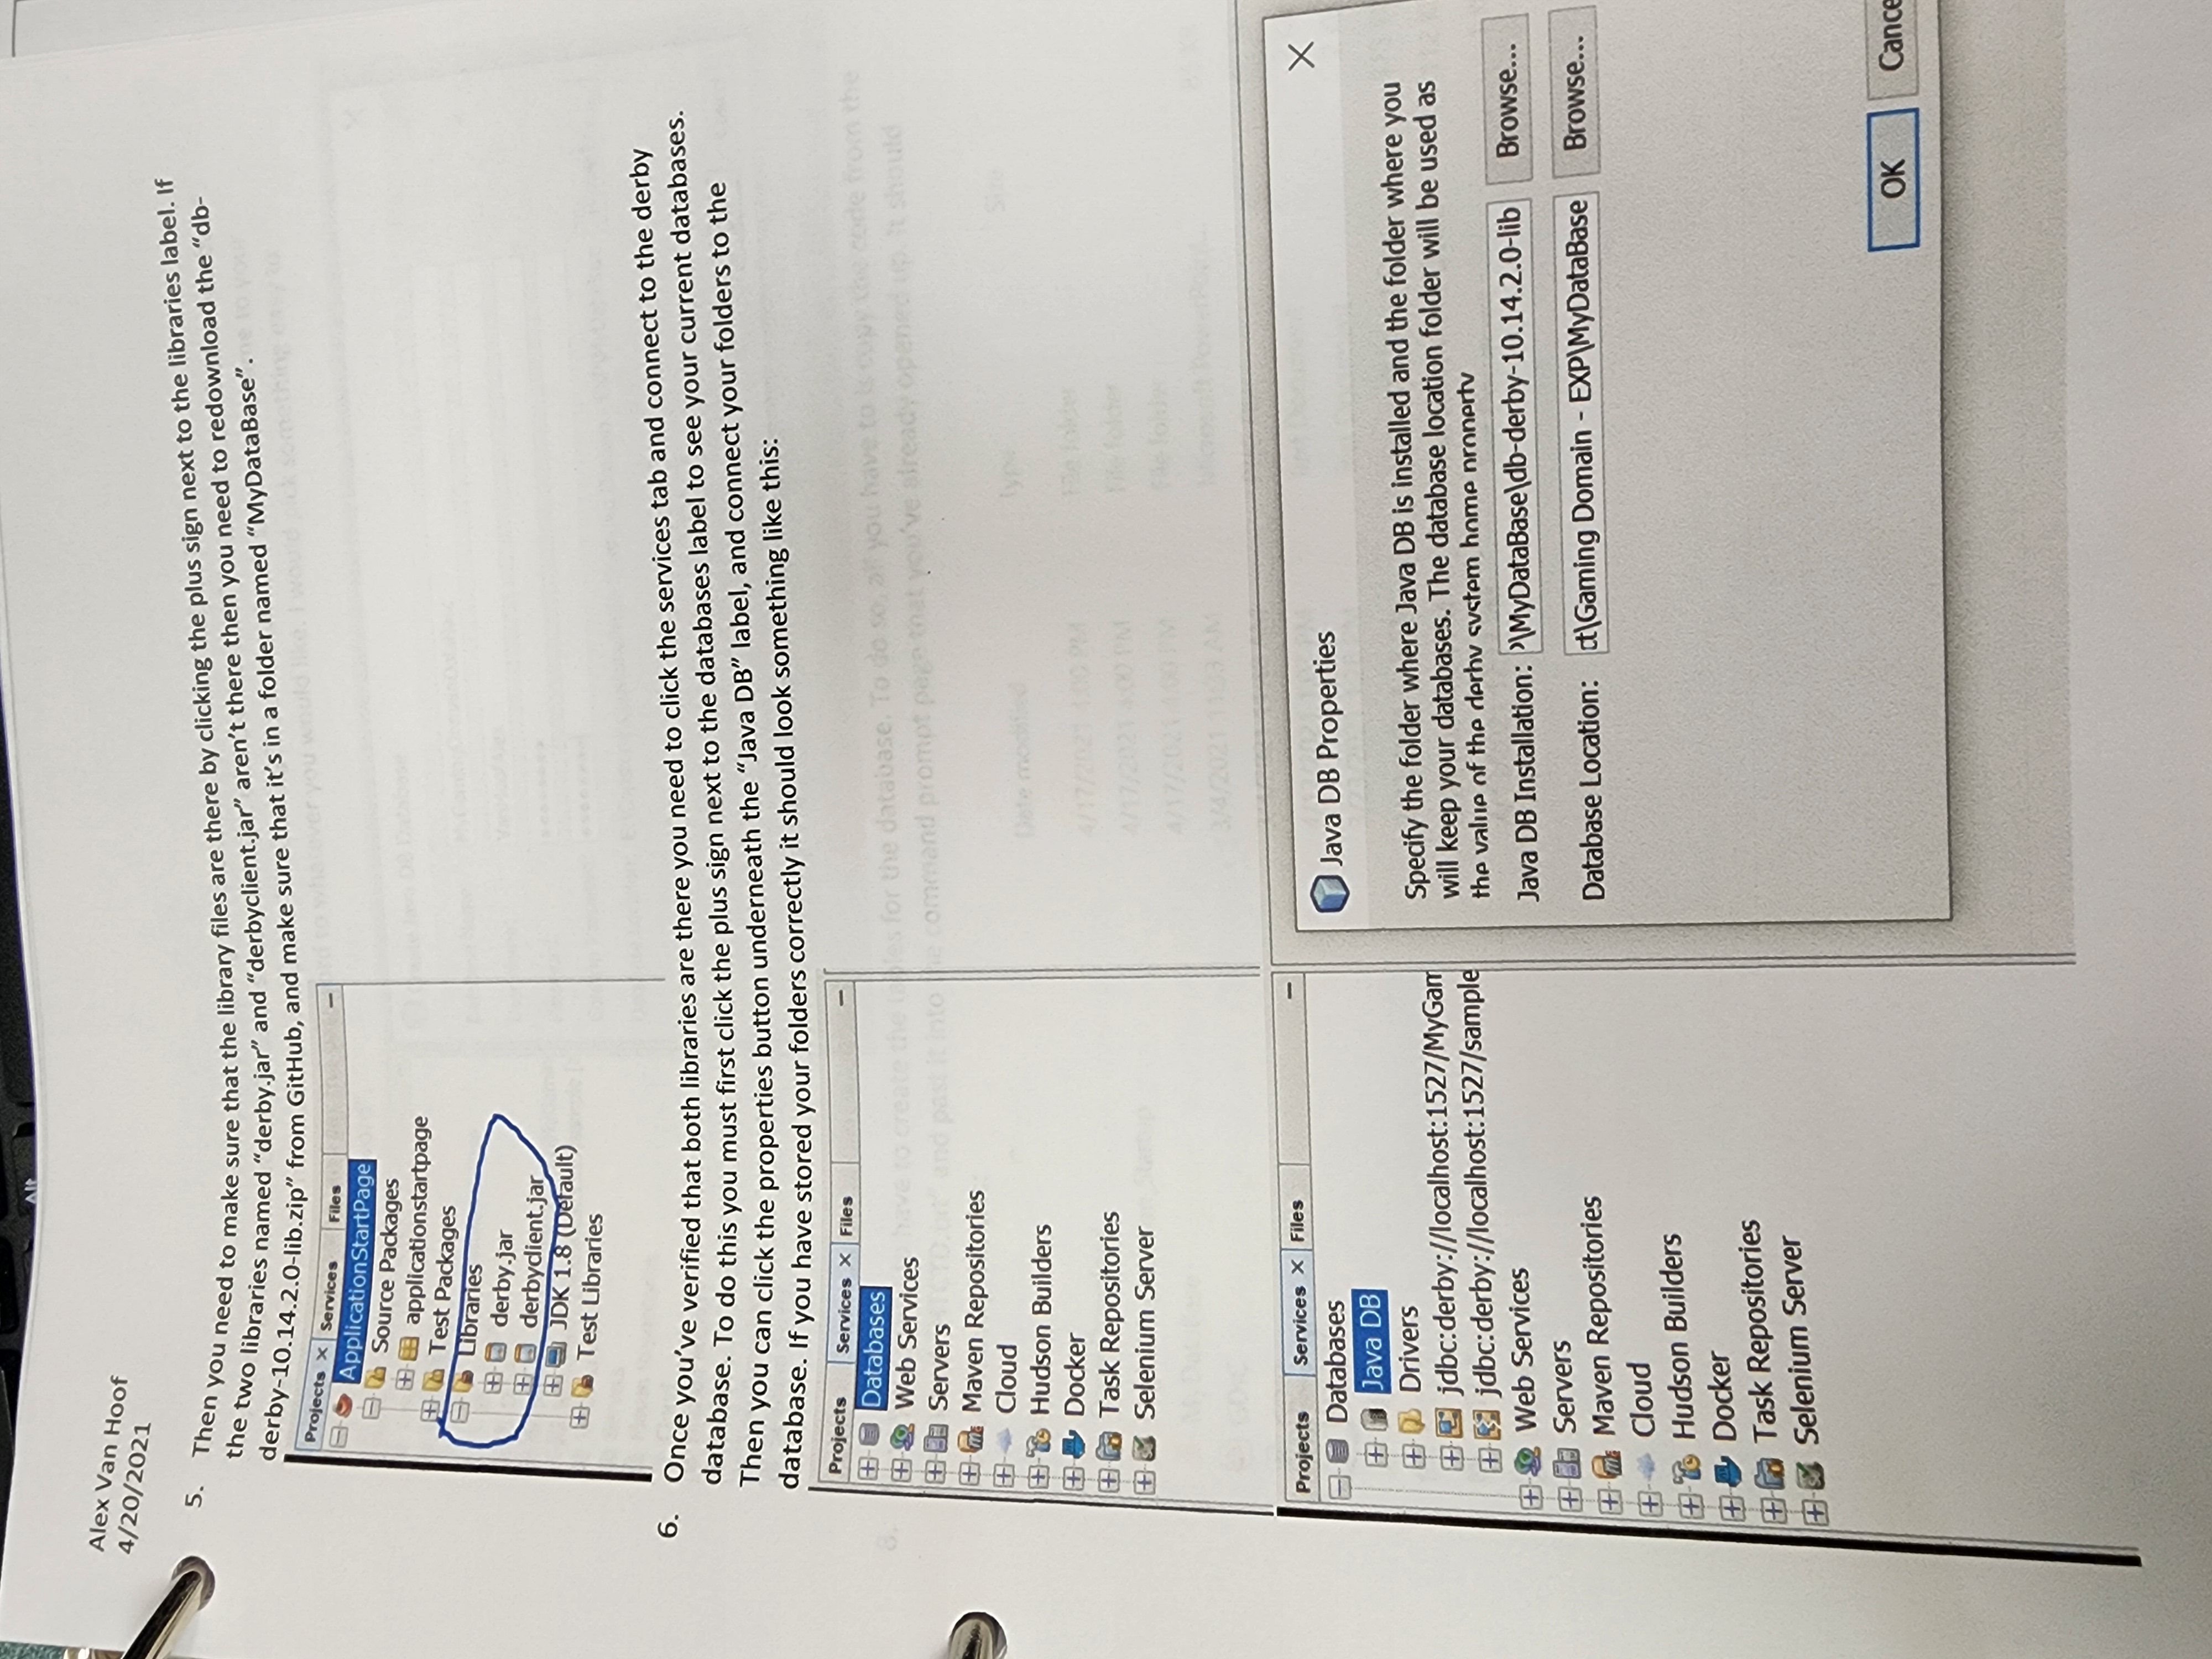 Alt
Alex Van Hoof
4/20/2021
5. Then you need to make sure that the library files are there by clicking the plus sign next to the libraries label. If
the two libraries named “derby.jar” and “derbyclient.jar” aren’t there then you need to redownload the “db-
derby-10.14.2.0-lib.zip” from GitHub, and make sure that it’s in a folder named “MyDataBase”.
Projects × Services Files
ApplicationStartPage
Source Packages
applicationstartpage
Test Packages
Libraries
derby.jar
derbyclient.jar
JDK 1.8 (Default)
Test Libraries
6. Once you’ve verified that both libraries are there you need to click the services tab and connect to the derby
database. To do this you must first click the plus sign next to the databases label to see your current databases.
Then you can click the properties button underneath the “Java DB” label, and connect your folders to the
database. If you have stored your folders correctly it should look something like this:
Projects Services × Files
Databases
Web Services
Servers
Maven Repositories
Cloud
Hudson Builders
Docker
Task Repositories
Selenium Server
Projects Services × Files
Databases
Java DB
Drivers
jdbc:derby://localhost:1527/MyGam
jdbc:derby://localhost:1527/sample
Web Services
Servers
Maven Repositories
Cloud
Hudson Builders
Docker
Task Repositories
Selenium Server
Java DB Properties
Specify the folder where Java DB is installed and the folder where you
will keep your databases. The database location folder will be used as
the value of the derby system home property
Java DB Installation: \MyDataBase\db-derby-10.14.2.0-lib Browse...
Database Location: ct\Gaming Domain - EXP\MyDataBase Browse...
OK Cance